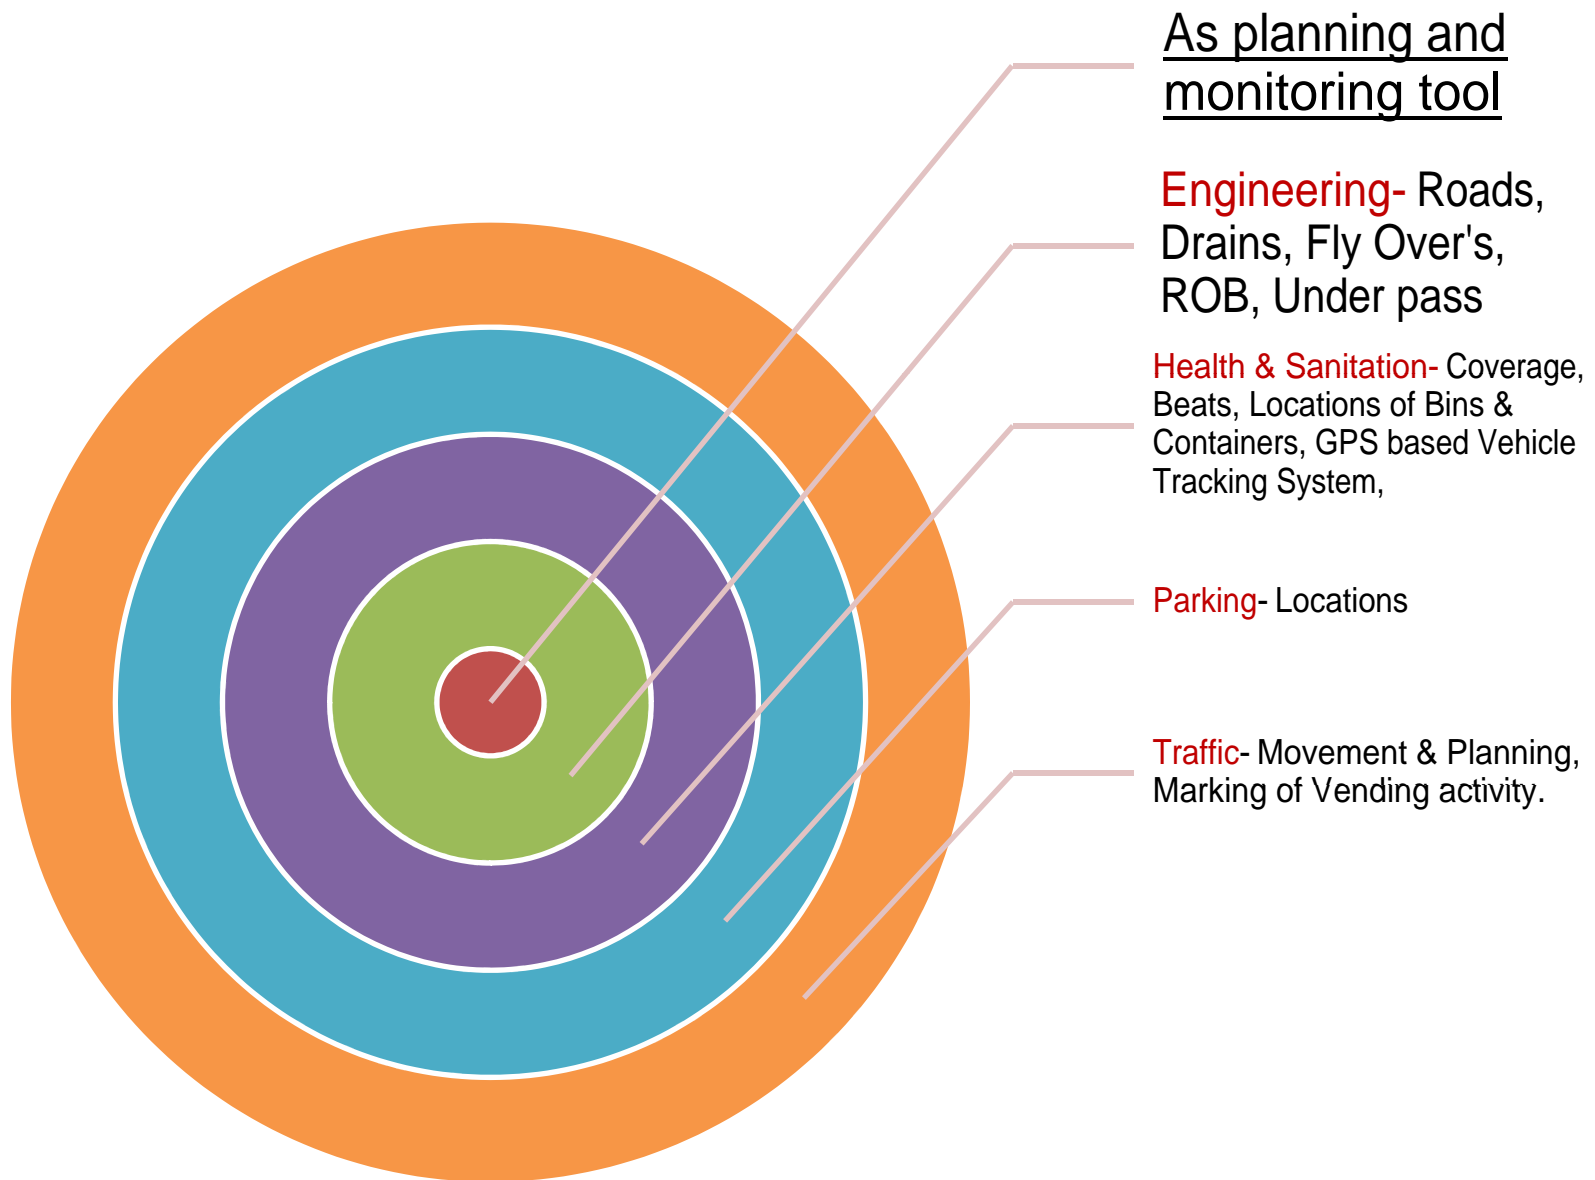 As planning and
monitoring tool
Engineering- Roads,
Drains, Fly Over's,
ROB, Under pass
Health & Sanitation- Coverage,
Beats, Locations of Bins &
Containers, GPS based Vehicle
Tracking System,
Parking- Locations
Traffic- Movement & Planning,
Marking of Vending activity.